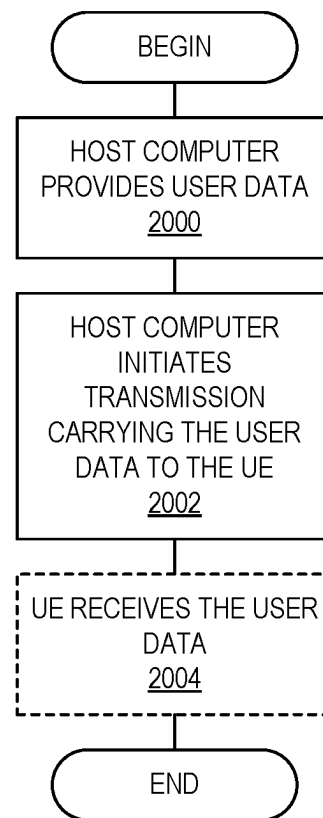 BEGIN
HOST COMPUTER
PROVIDES USER DATA
2000
HOST COMPUTER
INITIATES
TRANSMISSION
CARRYING THE USER
DATA TO THE UE
2002
UE RECEIVES THE USER
DATA
2004
END